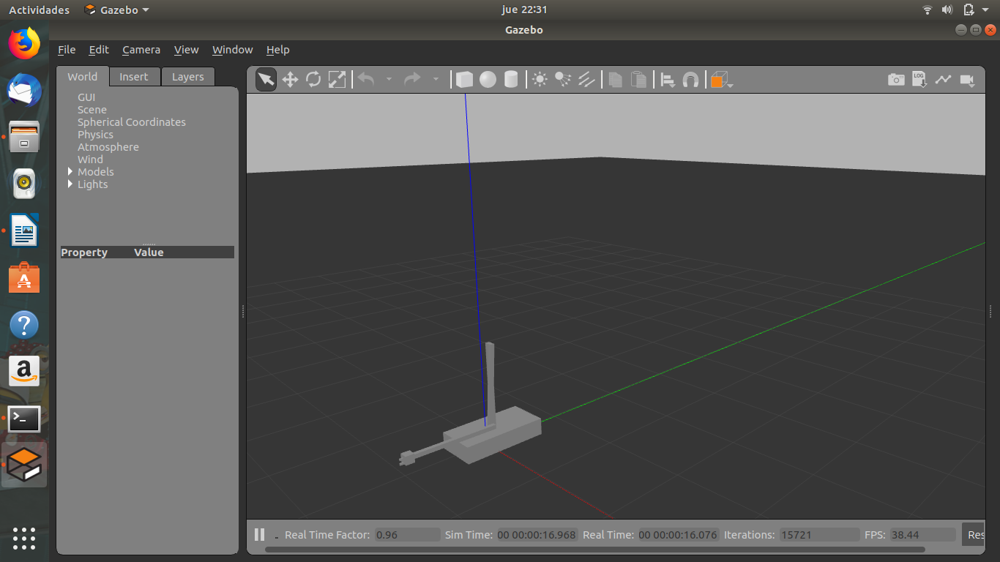 Actividades Gazebo jue 22:31
Gazebo
File Edit Camera View Window Help
World Insert Layers
LOG
GUI
Scene
Spherical Coordinates
Physics
Atmosphere
Wind
Models
Lights
Property Value
Real Time Factor: 0.96 Sim Time: 00 00:00:16.968 Real Time: 00 00:00:16.076 Iterations: 15721 FPS: 38.44 Res